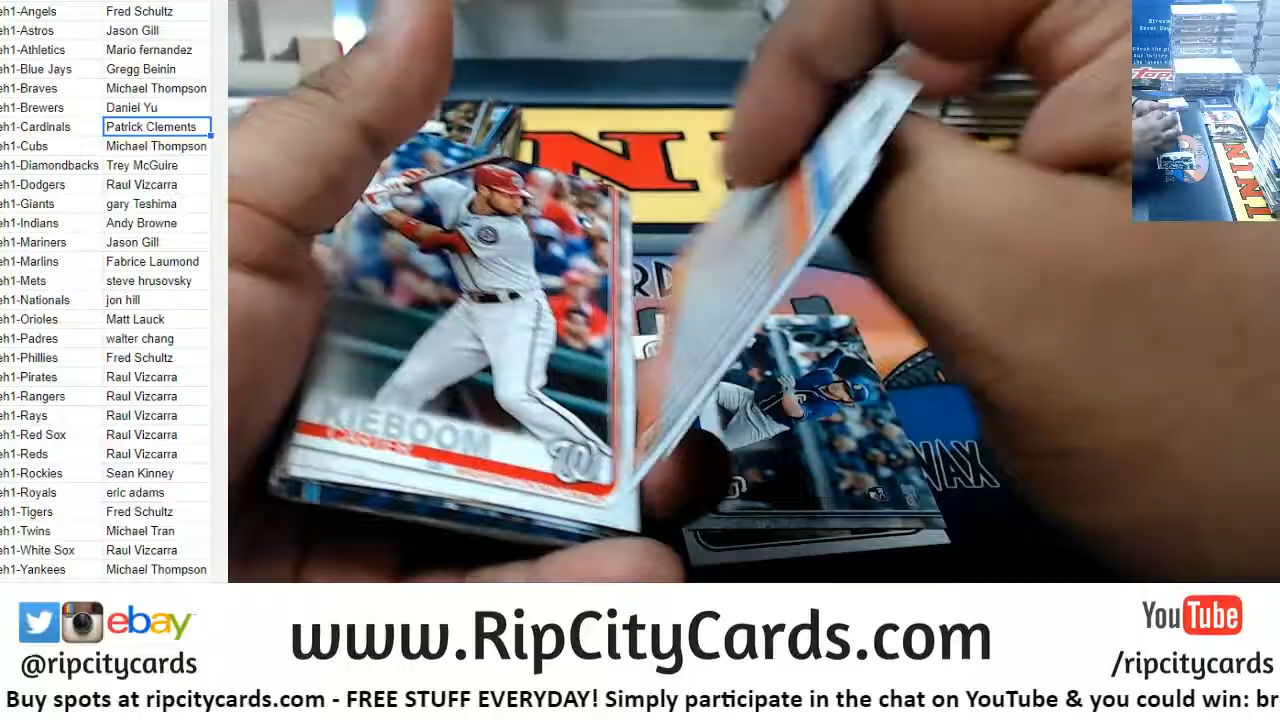 eh1-Angels Fred Schultz
eh1-Astros Jason Gill
eh1-Athletics Mario fernandez
eh1-Blue Jays Gregg Beinin
eh1-Braves Michael Thompson
eh1-Brewers Daniel Yu
eh1-Cardinals Patrick Clements
eh1-Cubs Michael Thompson
eh1-Diamondbacks Trey McGuire
eh1-Dodgers Raul Vizcarra
eh1-Giants gary Teshima
eh1-Indians Andy Browne
eh1-Mariners Jason Gill
eh1-Marlins Fabrice Laumond
eh1-Mets steve hrusovsky
eh1-Nationals jon hill
eh1-Orioles Matt Lauck
eh1-Padres walter chang
eh1-Phillies Fred Schultz
eh1-Pirates Raul Vizcarra
eh1-Rangers Raul Vizcarra
eh1-Rays Raul Vizcarra
eh1-Red Sox Raul Vizcarra
eh1-Reds Raul Vizcarra
eh1-Rockies Sean Kinney
eh1-Royals eric adams
eh1-Tigers Fred Schultz
eh1-Twins Michael Tran
eh1-White Sox Raul Vizcarra
eh1-Yankees Michael Thompson
KIEBOOM
W
WAX
ebay
@ripcitycards
www.RipCityCards.com
YouTube
/ripcitycards
Buy spots at ripcitycards.com - FREE STUFF EVERYDAY! Simply participate in the chat on YouTube & you could win: br